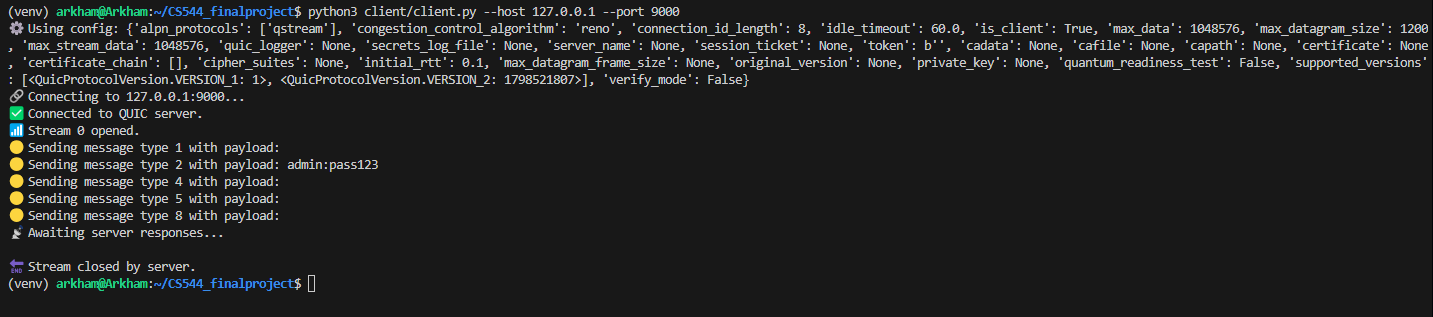 (venv) arkham@Arkham:~/CS544_finalproject$ python3 client/client.py --host 127.0.0.1 --port 9000
⚙️ Using config: {'alpn_protocols': ['qstream'], 'congestion_control_algorithm': 'reno', 'connection_id_length': 8, 'idle_timeout': 60.0, 'is_client': True, 'max_data': 1048576, 'max_datagram_size': 1200
, 'max_stream_data': 1048576, 'quic_logger': None, 'secrets_log_file': None, 'server_name': None, 'session_ticket': None, 'token': b'', 'cadata': None, 'cafile': None, 'capath': None, 'certificate': None
, 'certificate_chain': [], 'cipher_suites': None, 'initial_rtt': 0.1, 'max_datagram_frame_size': None, 'original_version': None, 'private_key': None, 'quantum_readiness_test': False, 'supported_versions'
: [<QuicProtocolVersion.VERSION_1: 1>, <QuicProtocolVersion.VERSION_2: 1798521807>], 'verify_mode': False}
🔗 Connecting to 127.0.0.1:9000...
✅ Connected to QUIC server.
📶 Stream 0 opened.
🟡 Sending message type 1 with payload:
🟡 Sending message type 2 with payload: admin:pass123
🟡 Sending message type 4 with payload:
🟡 Sending message type 5 with payload:
🟡 Sending message type 8 with payload:
📡 Awaiting server responses...
🔚 Stream closed by server.
(venv) arkham@Arkham:~/CS544_finalproject$